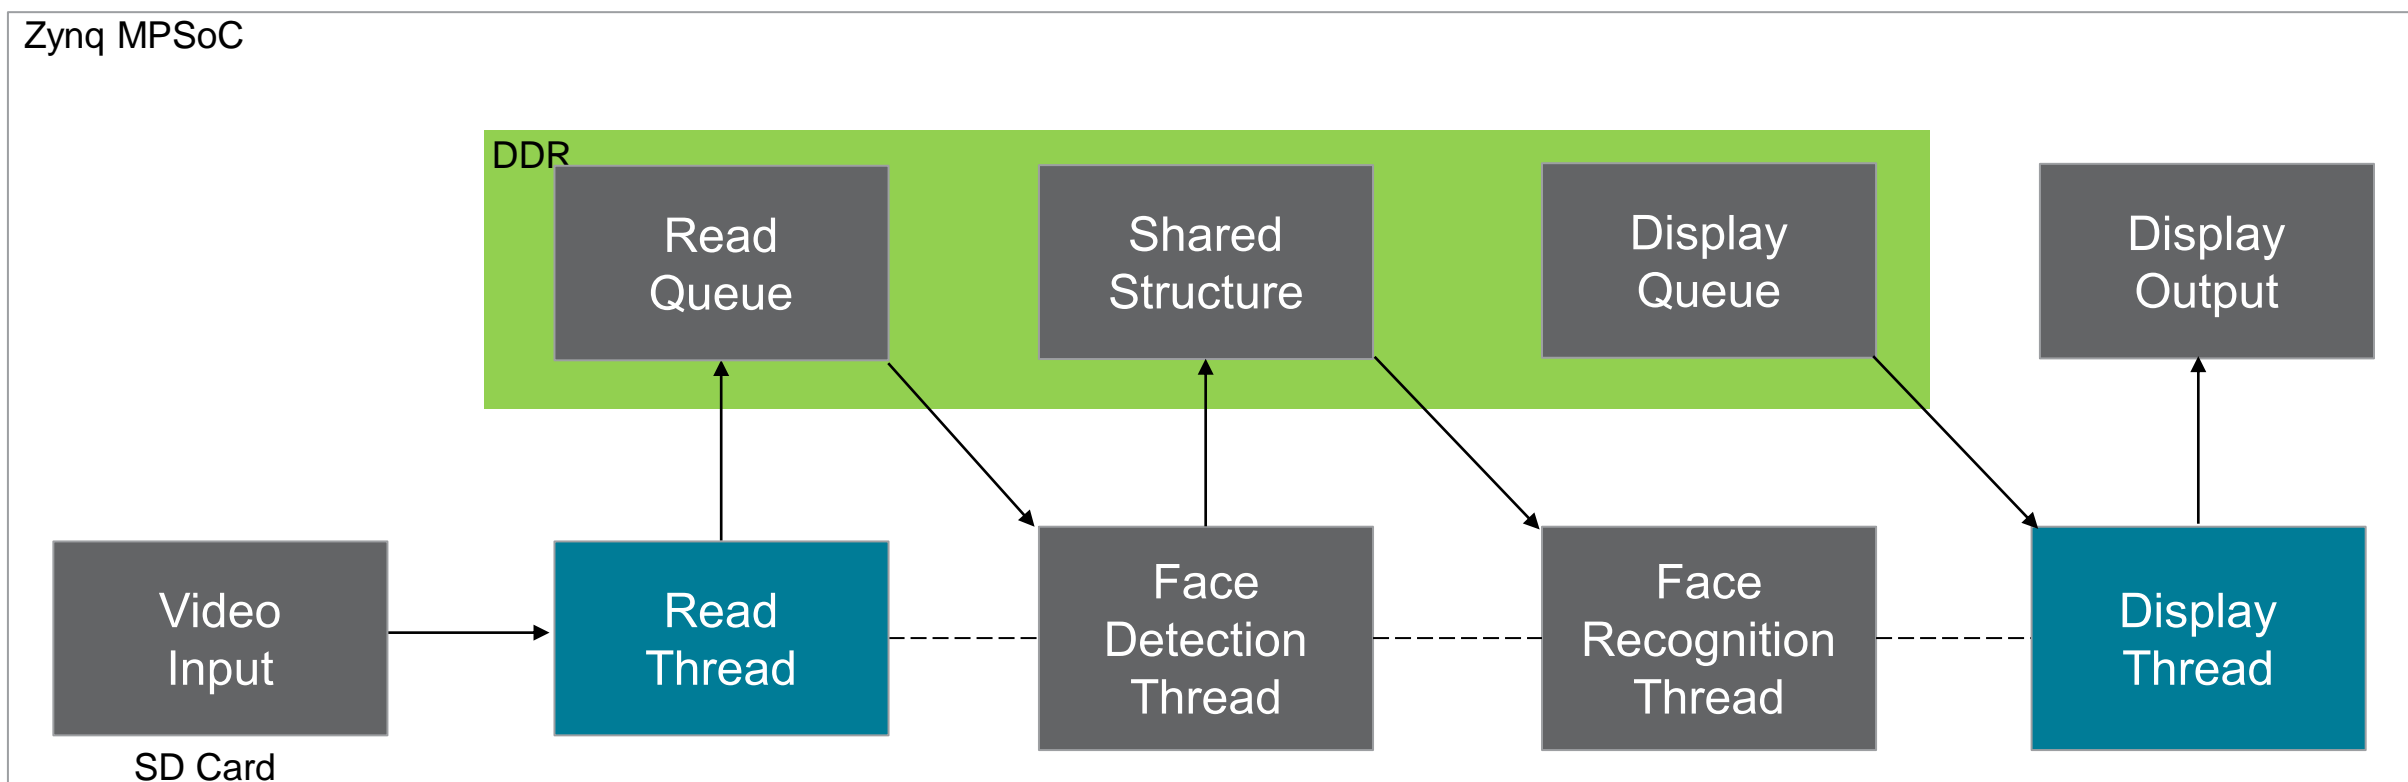 Zynq MPSoC
DDR
Read
Queue
Shared
Structure
Display
Queue
Display
Output
Video
Input
Read
Thread
Face
Detection
Thread
Face
Recognition
Thread
Display
Thread
SD Card